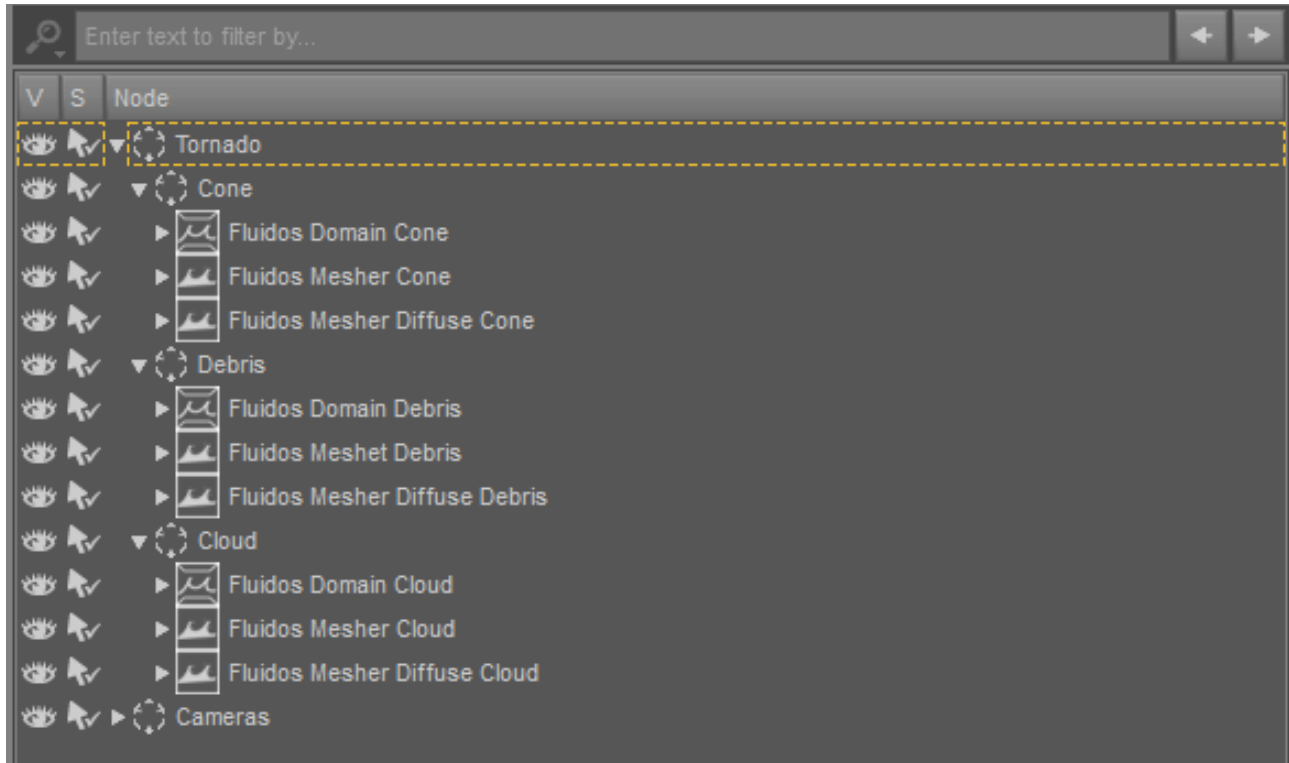 Enter text to filter by...
V S Node
Tornado
Cone
Fluidos Domain Cone
Fluidos Mesher Cone
Fluidos Mesher Diffuse Cone
Debris
Fluidos Domain Debris
Fluidos Meshet Debris
Fluidos Mesher Diffuse Debris
Cloud
Fluidos Domain Cloud
Fluidos Mesher Cloud
Fluidos Mesher Diffuse Cloud
Cameras